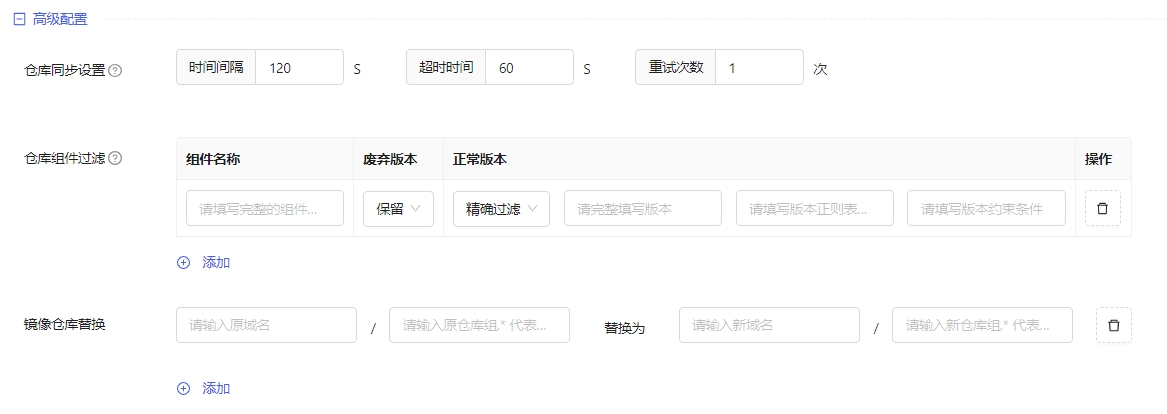 高级配置
仓库同步设置 时间间隔 120 S 超时时间 60 S 重试次数 1 次
仓库组件过滤 组件名称 废弃版本 正常版本 操作
请填写完整的组件... 保留 精确过滤 请完整填写版本 请填写版本正则表... 请填写版本约束条件
添加
镜像仓库替换 请输入原域名 / 请输入原仓库组,* 代表... 替换为 请输入新域名 / 请输入新仓库组,* 代表...
添加